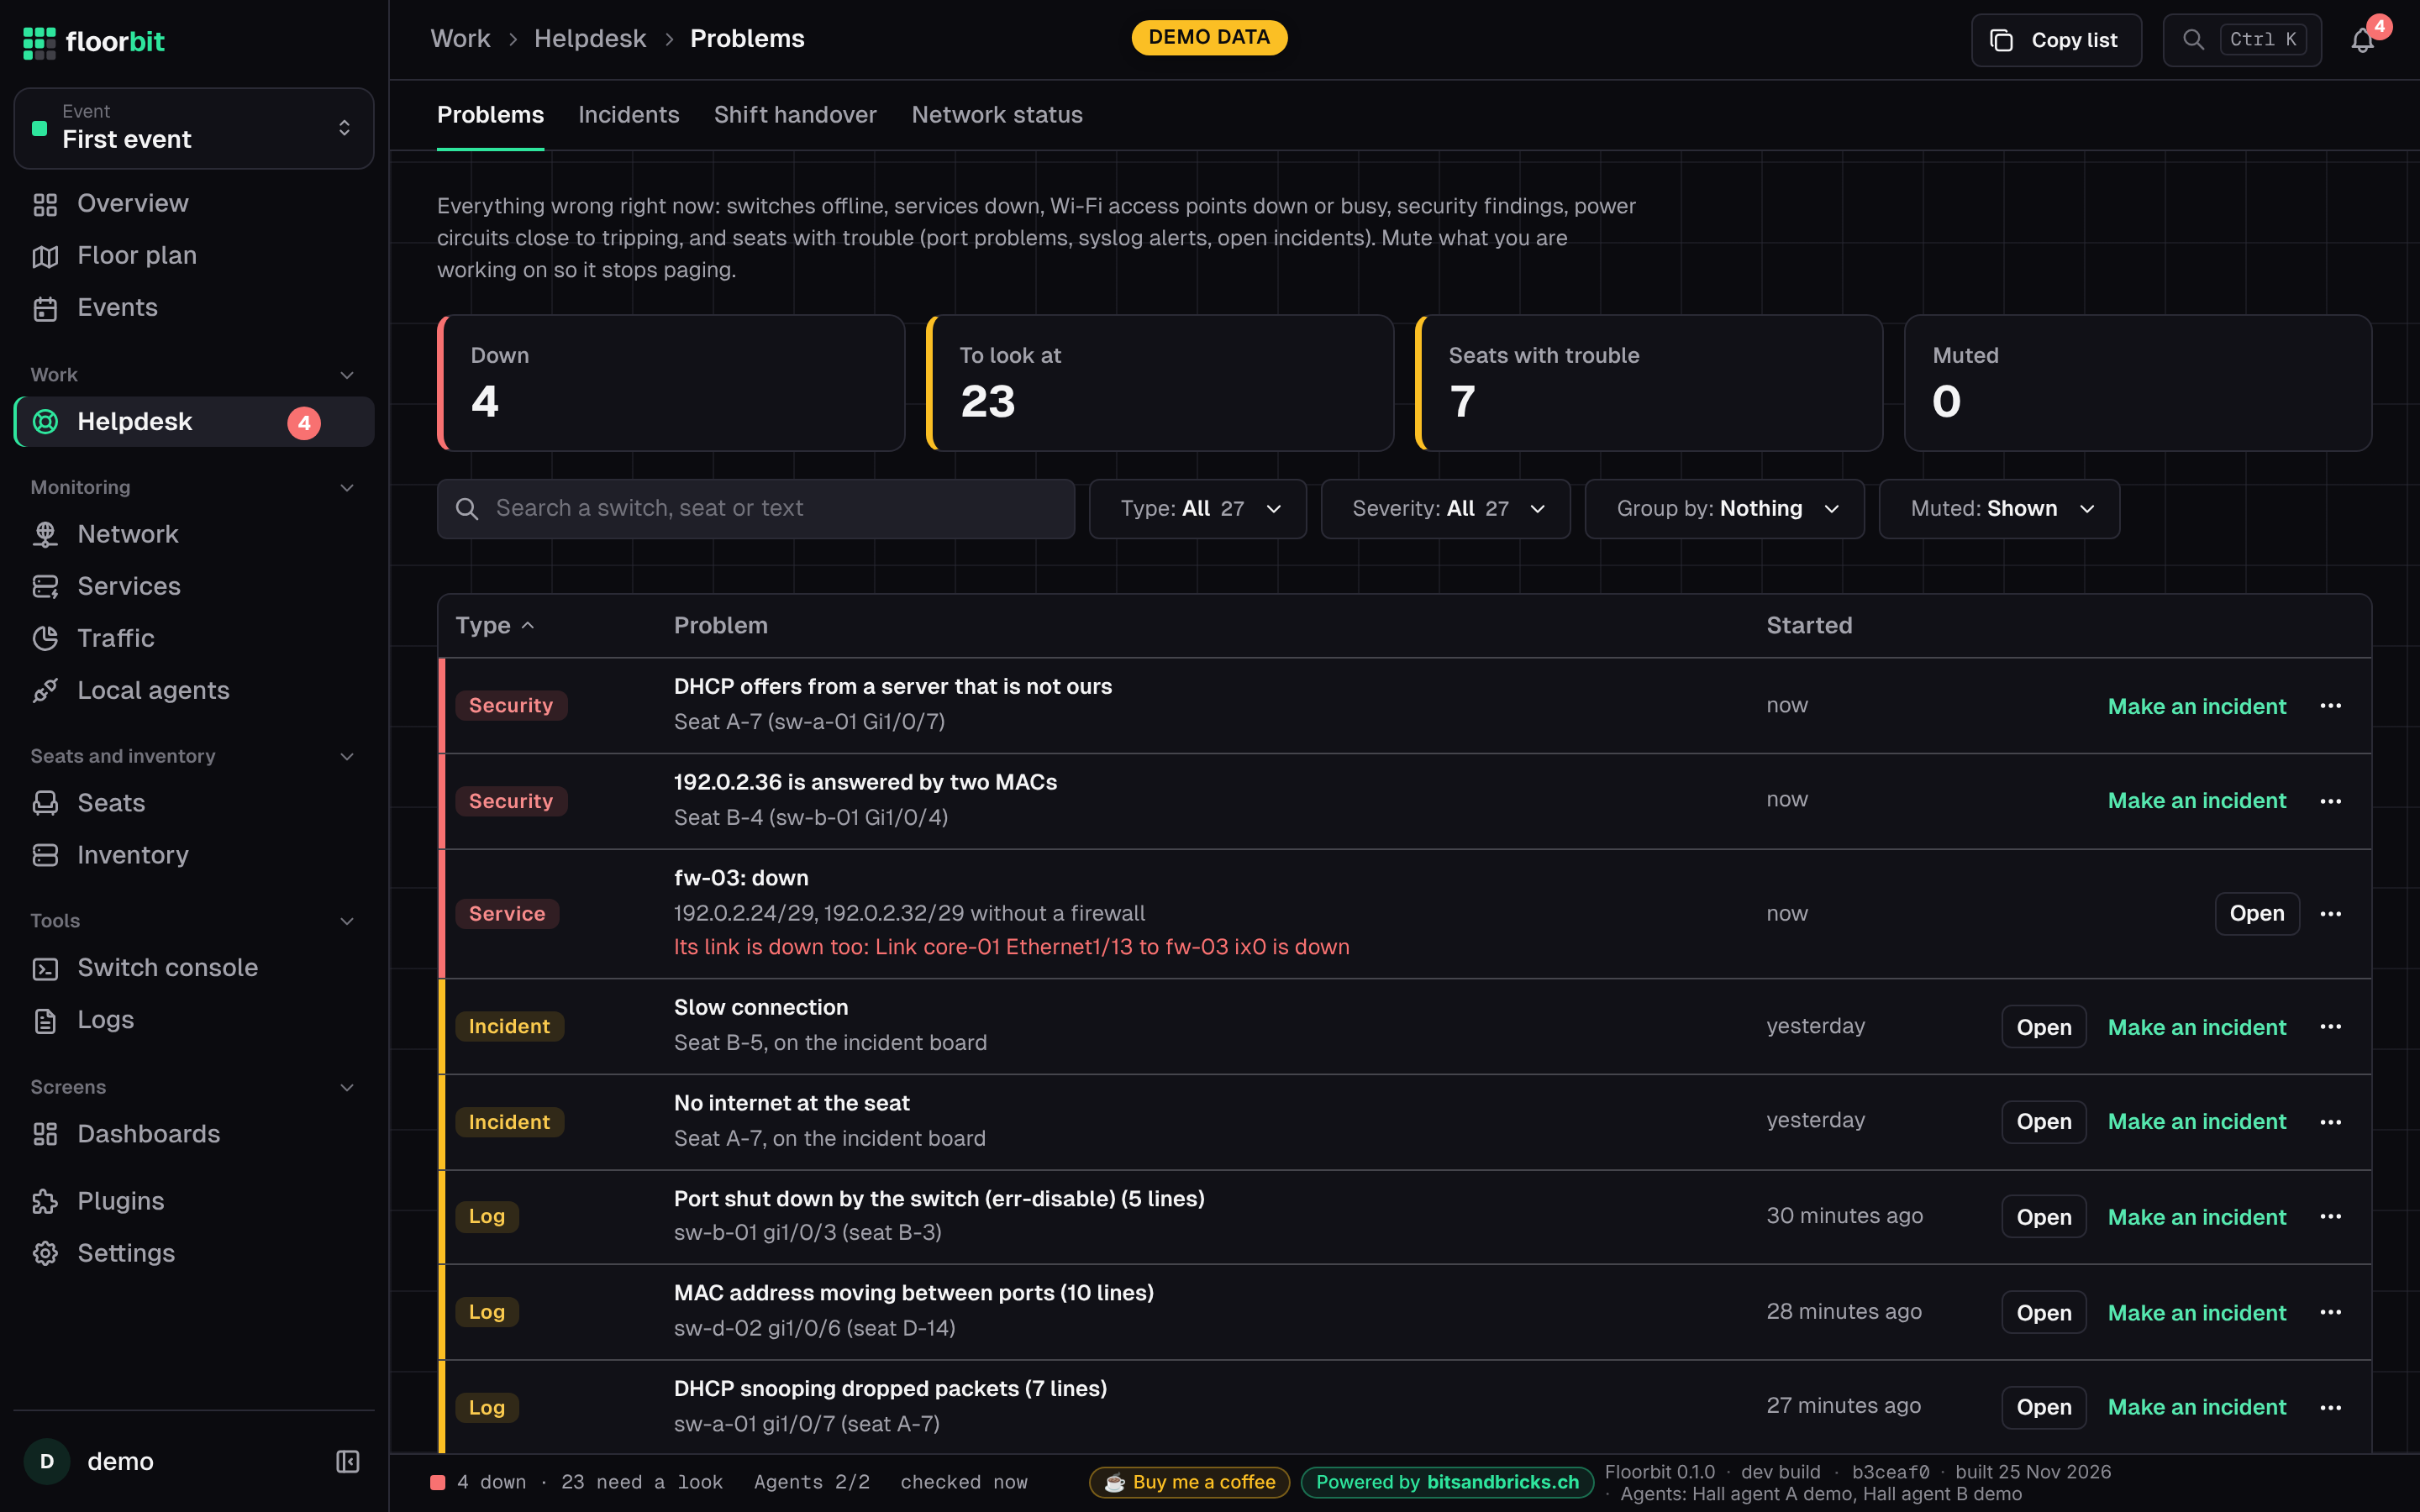 floorbit
Work > Helpdesk > Problems
DEMO DATA
Copy list
Ctrl K
4
Event
First event
Overview
Floor plan
Events
Work
Helpdesk 4
Monitoring
Network
Services
Traffic
Local agents
Seats and inventory
Seats
Inventory
Tools
Switch console
Logs
Screens
Dashboards
Plugins
Settings
D demo
Problems Incidents Shift handover Network status
Everything wrong right now: switches offline, services down, Wi-Fi access points down or busy, security findings, power
circuits close to tripping, and seats with trouble (port problems, syslog alerts, open incidents). Mute what you are
working on so it stops paging.
Down
4
To look at
23
Seats with trouble
7
Muted
0
Search a switch, seat or text
Type: All 27
Severity: All 27
Group by: Nothing
Muted: Shown
Type Problem Started
Security
DHCP offers from a server that is not ours
Seat A-7 (sw-a-01 Gi1/0/7)
now
Make an incident
Security
192.0.2.36 is answered by two MACs
Seat B-4 (sw-b-01 Gi1/0/4)
now
Make an incident
Service
fw-03: down
192.0.2.24/29, 192.0.2.32/29 without a firewall
Its link is down too: Link core-01 Ethernet1/13 to fw-03 ix0 is down
now
Open
Incident
Slow connection
Seat B-5, on the incident board
yesterday
Open Make an incident
Incident
No internet at the seat
Seat A-7, on the incident board
yesterday
Open Make an incident
Log
Port shut down by the switch (err-disable) (5 lines)
sw-b-01 gi1/0/3 (seat B-3)
30 minutes ago
Open Make an incident
Log
MAC address moving between ports (10 lines)
sw-d-02 gi1/0/6 (seat D-14)
28 minutes ago
Open Make an incident
Log
DHCP snooping dropped packets (7 lines)
sw-a-01 gi1/0/7 (seat A-7)
27 minutes ago
Open Make an incident
4 down · 23 need a look Agents 2/2 checked now
Buy me a coffee
Powered by bitsandbricks.ch
Floorbit 0.1.0 · dev build · b3ceaf0 · built 25 Nov 2026
· Agents: Hall agent A demo, Hall agent B demo